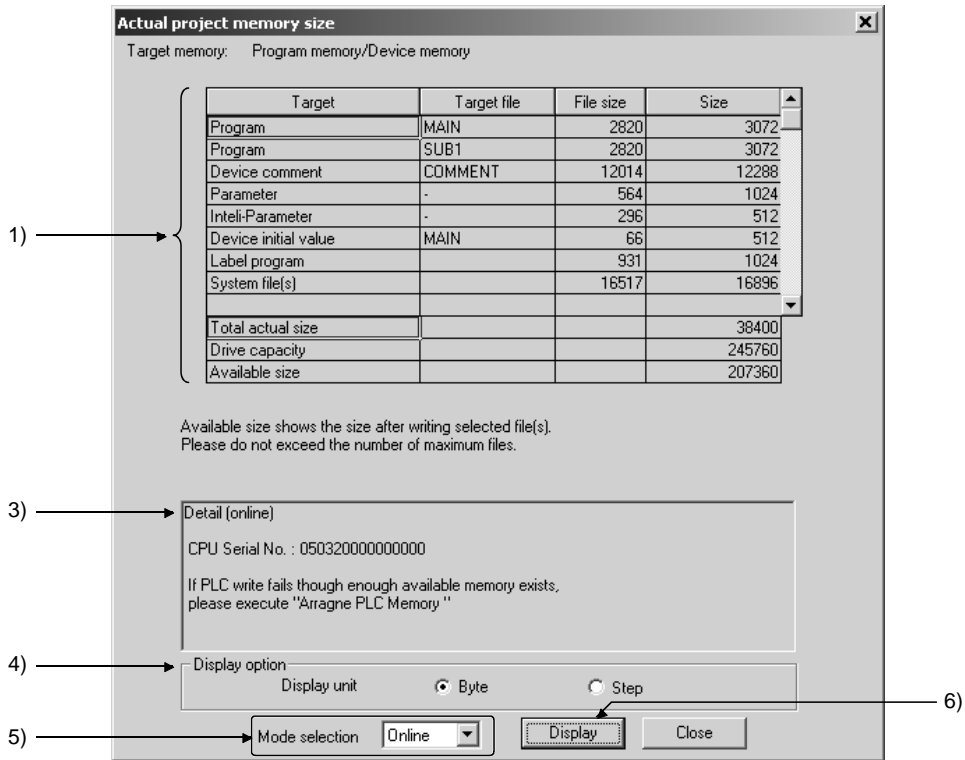 Actual project memory size
Target memory: Program memory/Device memory
Target Target file File size Size
Program MAIN 2820 3072
Program SUB1 2820 3072
Device comment COMMENT 12014 12288
Parameter - 564 1024
Inteli-Parameter - 296 512
1)
Device initial value MAIN 66 512
Label program 931 1024
System file(s) 16517 16896
Total actual size 38400
Drive capacity 245760
Available size 207360
Available size shows the size after writing selected file(s).
Please do not exceed the number of maximum files.
3) Detail (online)
CPU Serial No. : 050320000000000
If PLC write fails though enough available memory exists,
please execute "Arragne PLC Memory "
4) Display option
Display unit Byte Step
6)
5) Mode selection Online Display Close